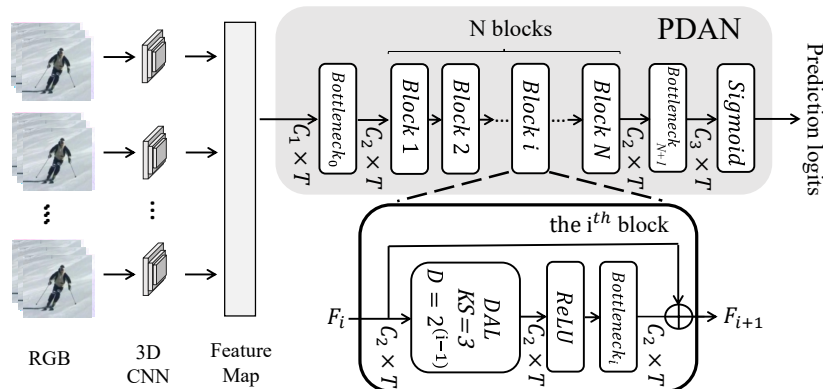 N blocks
PDAN
C₁ × T
Bottleneck₀
C₂ × T
Block 1
Block 2
...
Block i
...
Block N
C₂ × T
Bottleneck
N+1
C₃ × T
Sigmoid
Prediction logits
the iᵗʰ block
Fᵢ
C₂ × T
DAL
KS=3
D = 2⁽ⁱ⁻¹⁾
C₂ × T
ReLU
Bottleneckᵢ
C₂ × T
Fᵢ₊₁
RGB
3D
CNN
Feature
Map